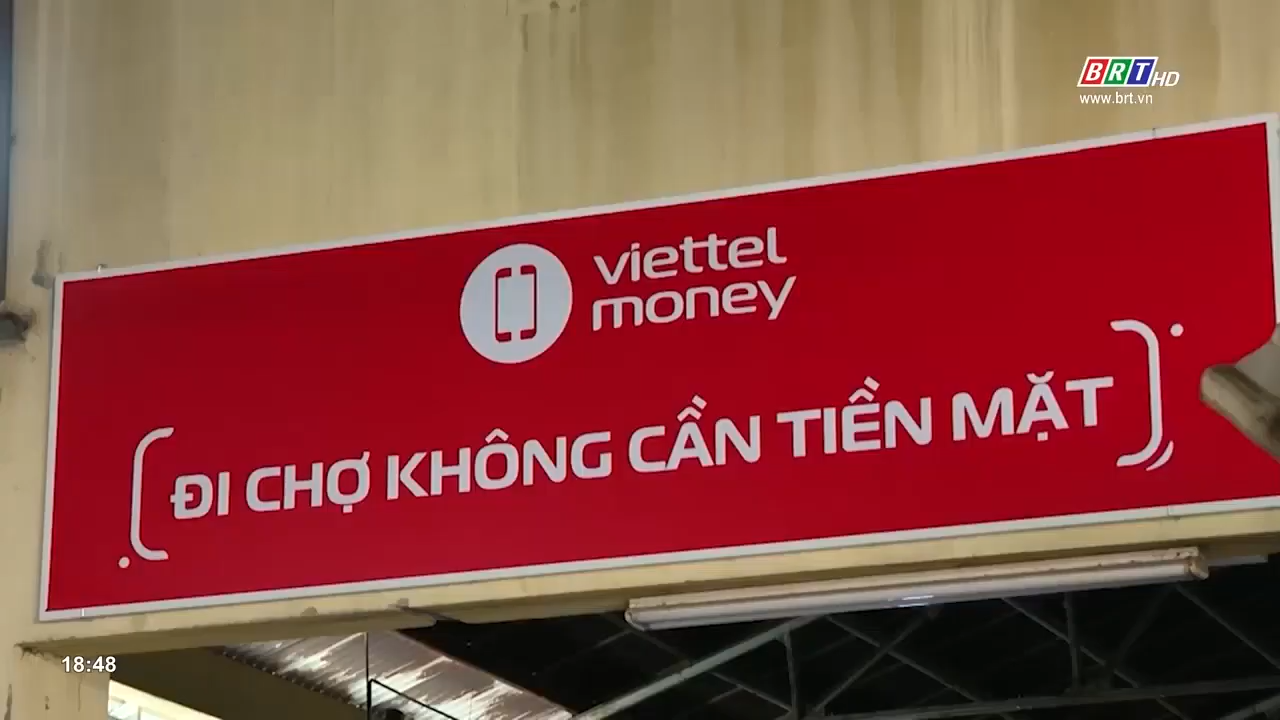 BRT HD
www.brt.vn
viettel
money
ĐI CHỢ KHÔNG CẦN TIỀN MẶT
18:48